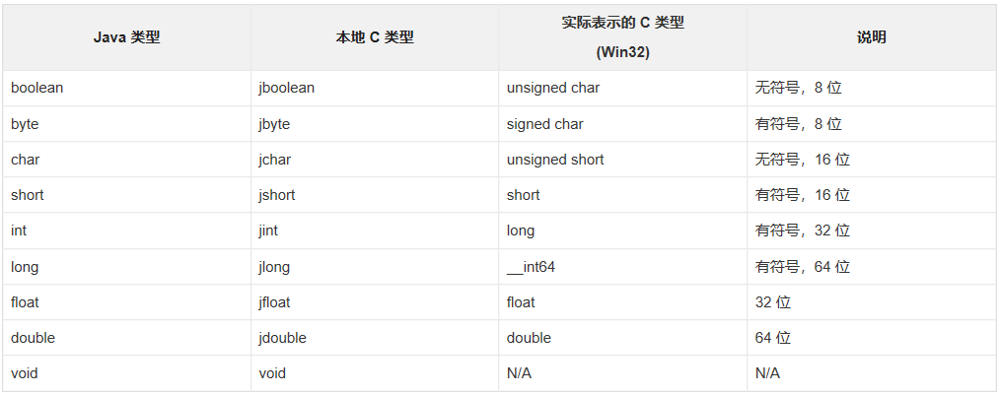 Java 类型 本地 C 类型 实际表示的 C 类型 (Win32) 说明
boolean jboolean unsigned char 无符号，8 位
byte jbyte signed char 有符号，8 位
char jchar unsigned short 无符号，16 位
short jshort short 有符号，16 位
int jint long 有符号，32 位
long jlong __int64 有符号，64 位
float jfloat float 32 位
double jdouble double 64 位
void void N/A N/A